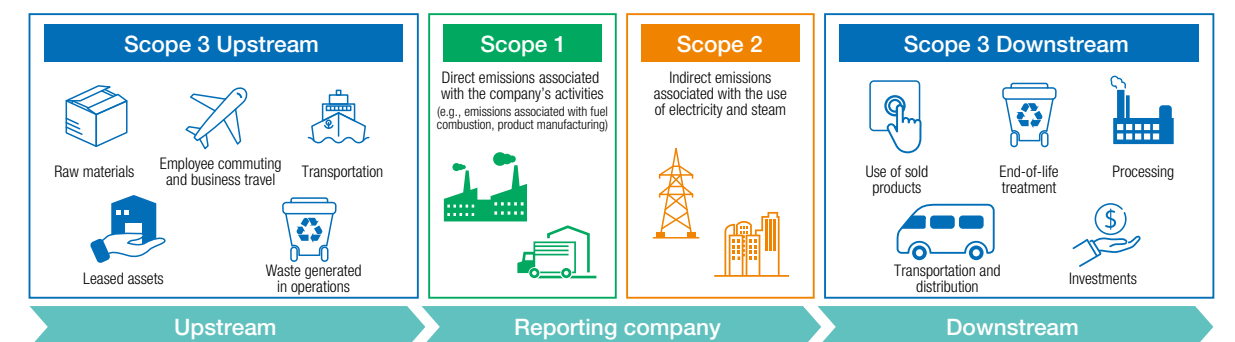 Scope 3 Upstream
Raw materials
Employee commuting
and business travel
Transportation
Leased assets
Waste generated
in operations
Scope 1
Direct emissions associated
with the company's activities
(e.g., emissions associated with fuel
combustion, product manufacturing)
Scope 2
Indirect emissions
associated with the use
of electricity and steam
Scope 3 Downstream
Use of sold
products
End-of-life
treatment
Processing
Transportation and
distribution
$
Investments
Upstream
Reporting company
Downstream